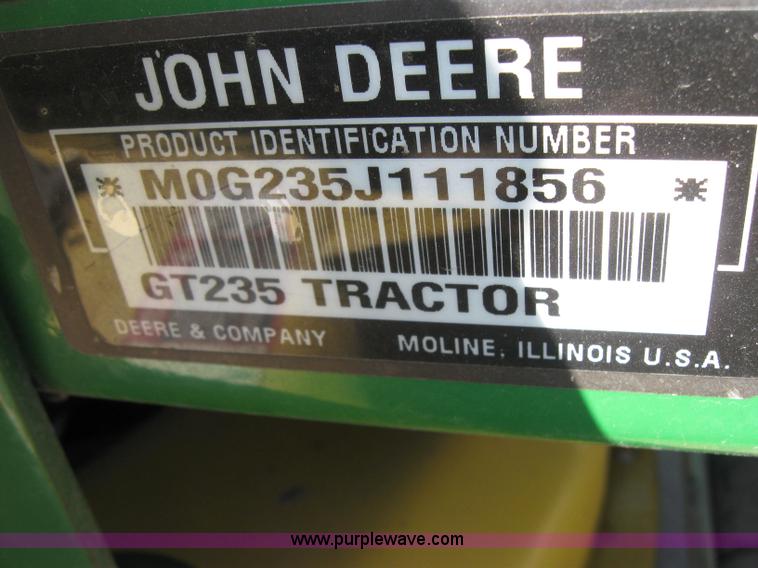 JOHN DEERE
PRODUCT IDENTIFICATION NUMBER
* M0G235J111856 *
GT235 TRACTOR
DEERE & COMPANY MOLINE, ILLINOIS U.S.A.
www.purplewave.com